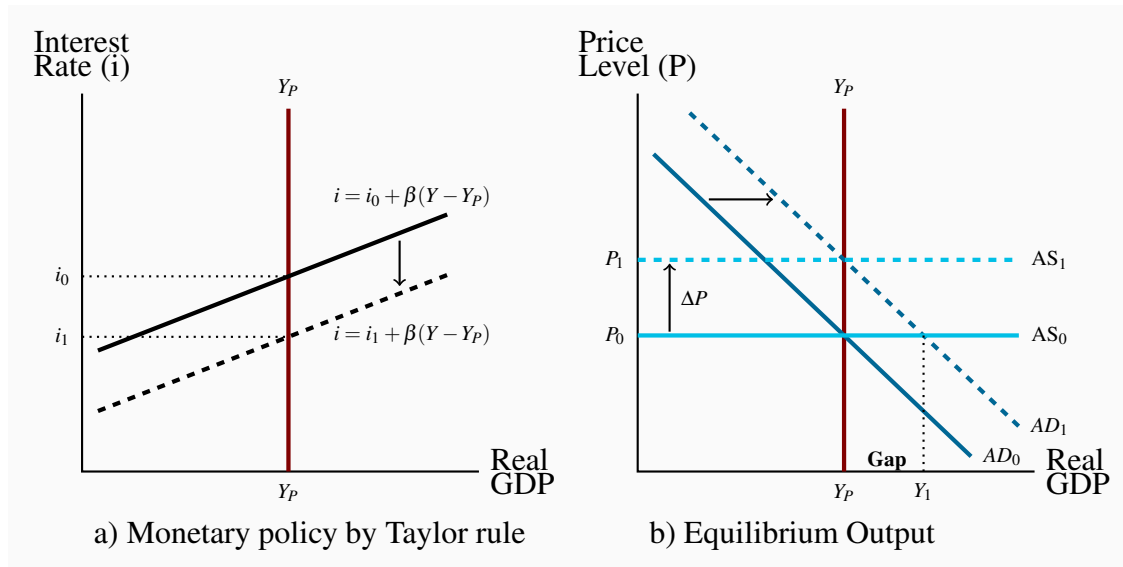 Interest
Rate (i)
Y_P
i = i_0 + β(Y − Y_P)
i_0
i_1
i = i_1 + β(Y − Y_P)
Real
GDP
Y_P
a) Monetary policy by Taylor rule
Price
Level (P)
Y_P
P_1
AS_1
ΔP
P_0
AS_0
AD_1
Gap
AD_0
Real
GDP
Y_P
Y_1
b) Equilibrium Output